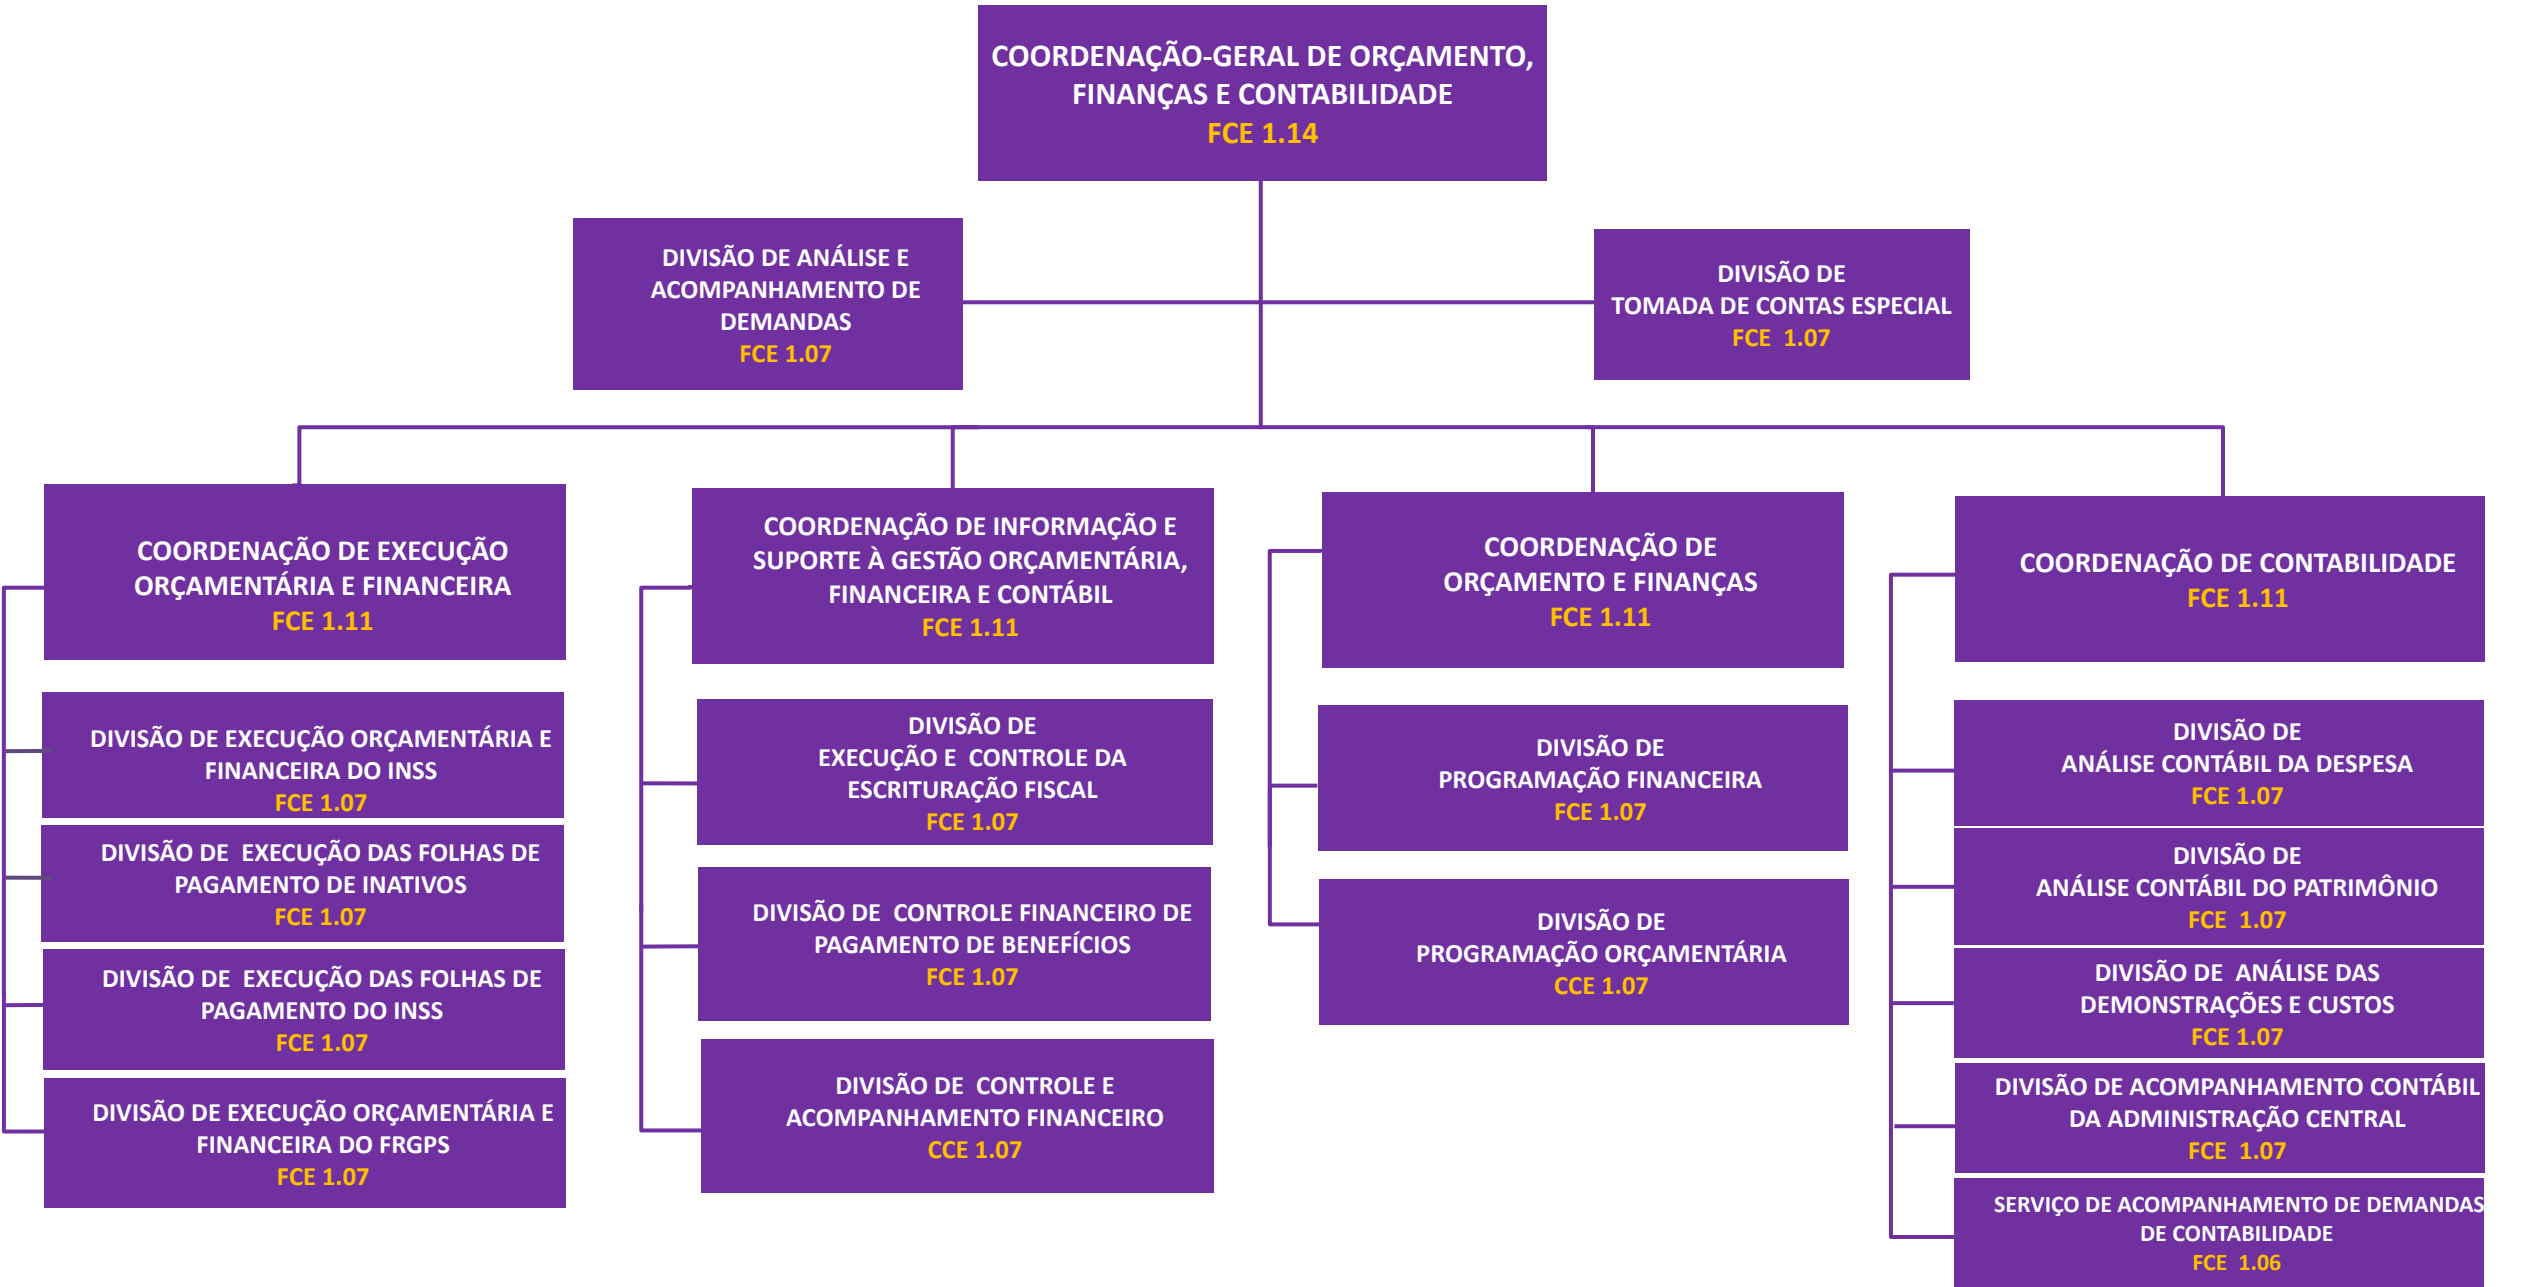 COORDENAÇÃO-GERAL DE ORÇAMENTO,
FINANÇAS E CONTABILIDADE
FCE 1.14
DIVISÃO DE ANÁLISE E
ACOMPANHAMENTO DE
DEMANDAS
FCE 1.07
DIVISÃO DE
TOMADA DE CONTAS ESPECIAL
FCE 1.07
COORDENAÇÃO DE EXECUÇÃO
ORÇAMENTÁRIA E FINANCEIRA
FCE 1.11
DIVISÃO DE EXECUÇÃO ORÇAMENTÁRIA E
FINANCEIRA DO INSS
FCE 1.07
DIVISÃO DE EXECUÇÃO DAS FOLHAS DE
PAGAMENTO DE INATIVOS
FCE 1.07
DIVISÃO DE EXECUÇÃO DAS FOLHAS DE
PAGAMENTO DO INSS
FCE 1.07
DIVISÃO DE EXECUÇÃO ORÇAMENTÁRIA E
FINANCEIRA DO FRGPS
FCE 1.07
COORDENAÇÃO DE INFORMAÇÃO E
SUPORTE À GESTÃO ORÇAMENTÁRIA,
FINANCEIRA E CONTÁBIL
FCE 1.11
DIVISÃO DE
EXECUÇÃO E CONTROLE DA
ESCRITURAÇÃO FISCAL
FCE 1.07
DIVISÃO DE CONTROLE FINANCEIRO DE
PAGAMENTO DE BENEFÍCIOS
FCE 1.07
DIVISÃO DE CONTROLE E
ACOMPANHAMENTO FINANCEIRO
CCE 1.07
COORDENAÇÃO DE
ORÇAMENTO E FINANÇAS
FCE 1.11
DIVISÃO DE
PROGRAMAÇÃO FINANCEIRA
FCE 1.07
DIVISÃO DE
PROGRAMAÇÃO ORÇAMENTÁRIA
CCE 1.07
COORDENAÇÃO DE CONTABILIDADE
FCE 1.11
DIVISÃO DE
ANÁLISE CONTÁBIL DA DESPESA
FCE 1.07
DIVISÃO DE
ANÁLISE CONTÁBIL DO PATRIMÔNIO
FCE 1.07
DIVISÃO DE ANÁLISE DAS
DEMONSTRAÇÕES E CUSTOS
FCE 1.07
DIVISÃO DE ACOMPANHAMENTO CONTÁBIL
DA ADMINISTRAÇÃO CENTRAL
FCE 1.07
SERVIÇO DE ACOMPANHAMENTO DE DEMANDAS
DE CONTABILIDADE
FCE 1.06